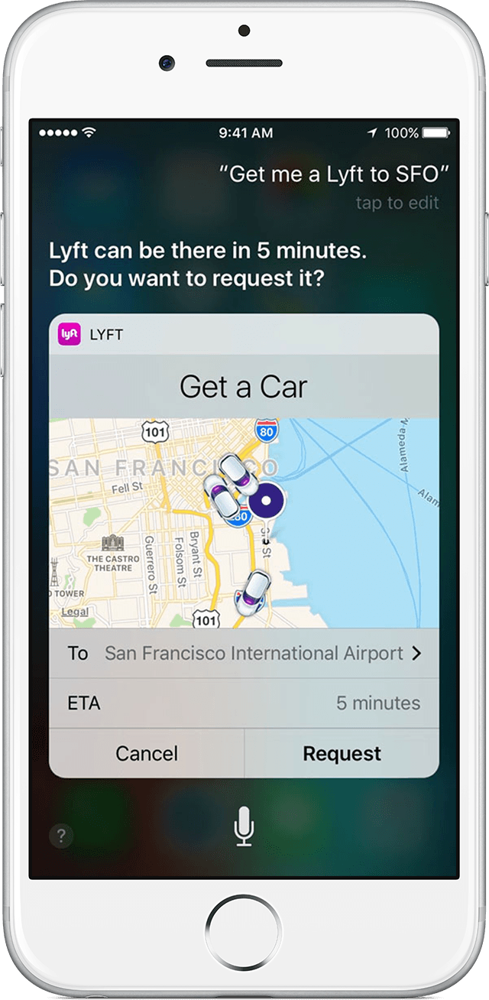 9:41 AM
100%
“Get me a Lyft to SFO”
tap to edit
Lyft can be there in 5 minutes.
Do you want to request it?
lyft LYFT
Get a Car
101
80
Alameda-
SAN FRANCISCO
Fell St
Alam
80
3rd St
THE CASTRO
THEATRE
Guerrero St
Folsom St
Bryant St
O TOWER
Legal
101
To San Francisco International Airport
ETA 5 minutes
Cancel Request
?